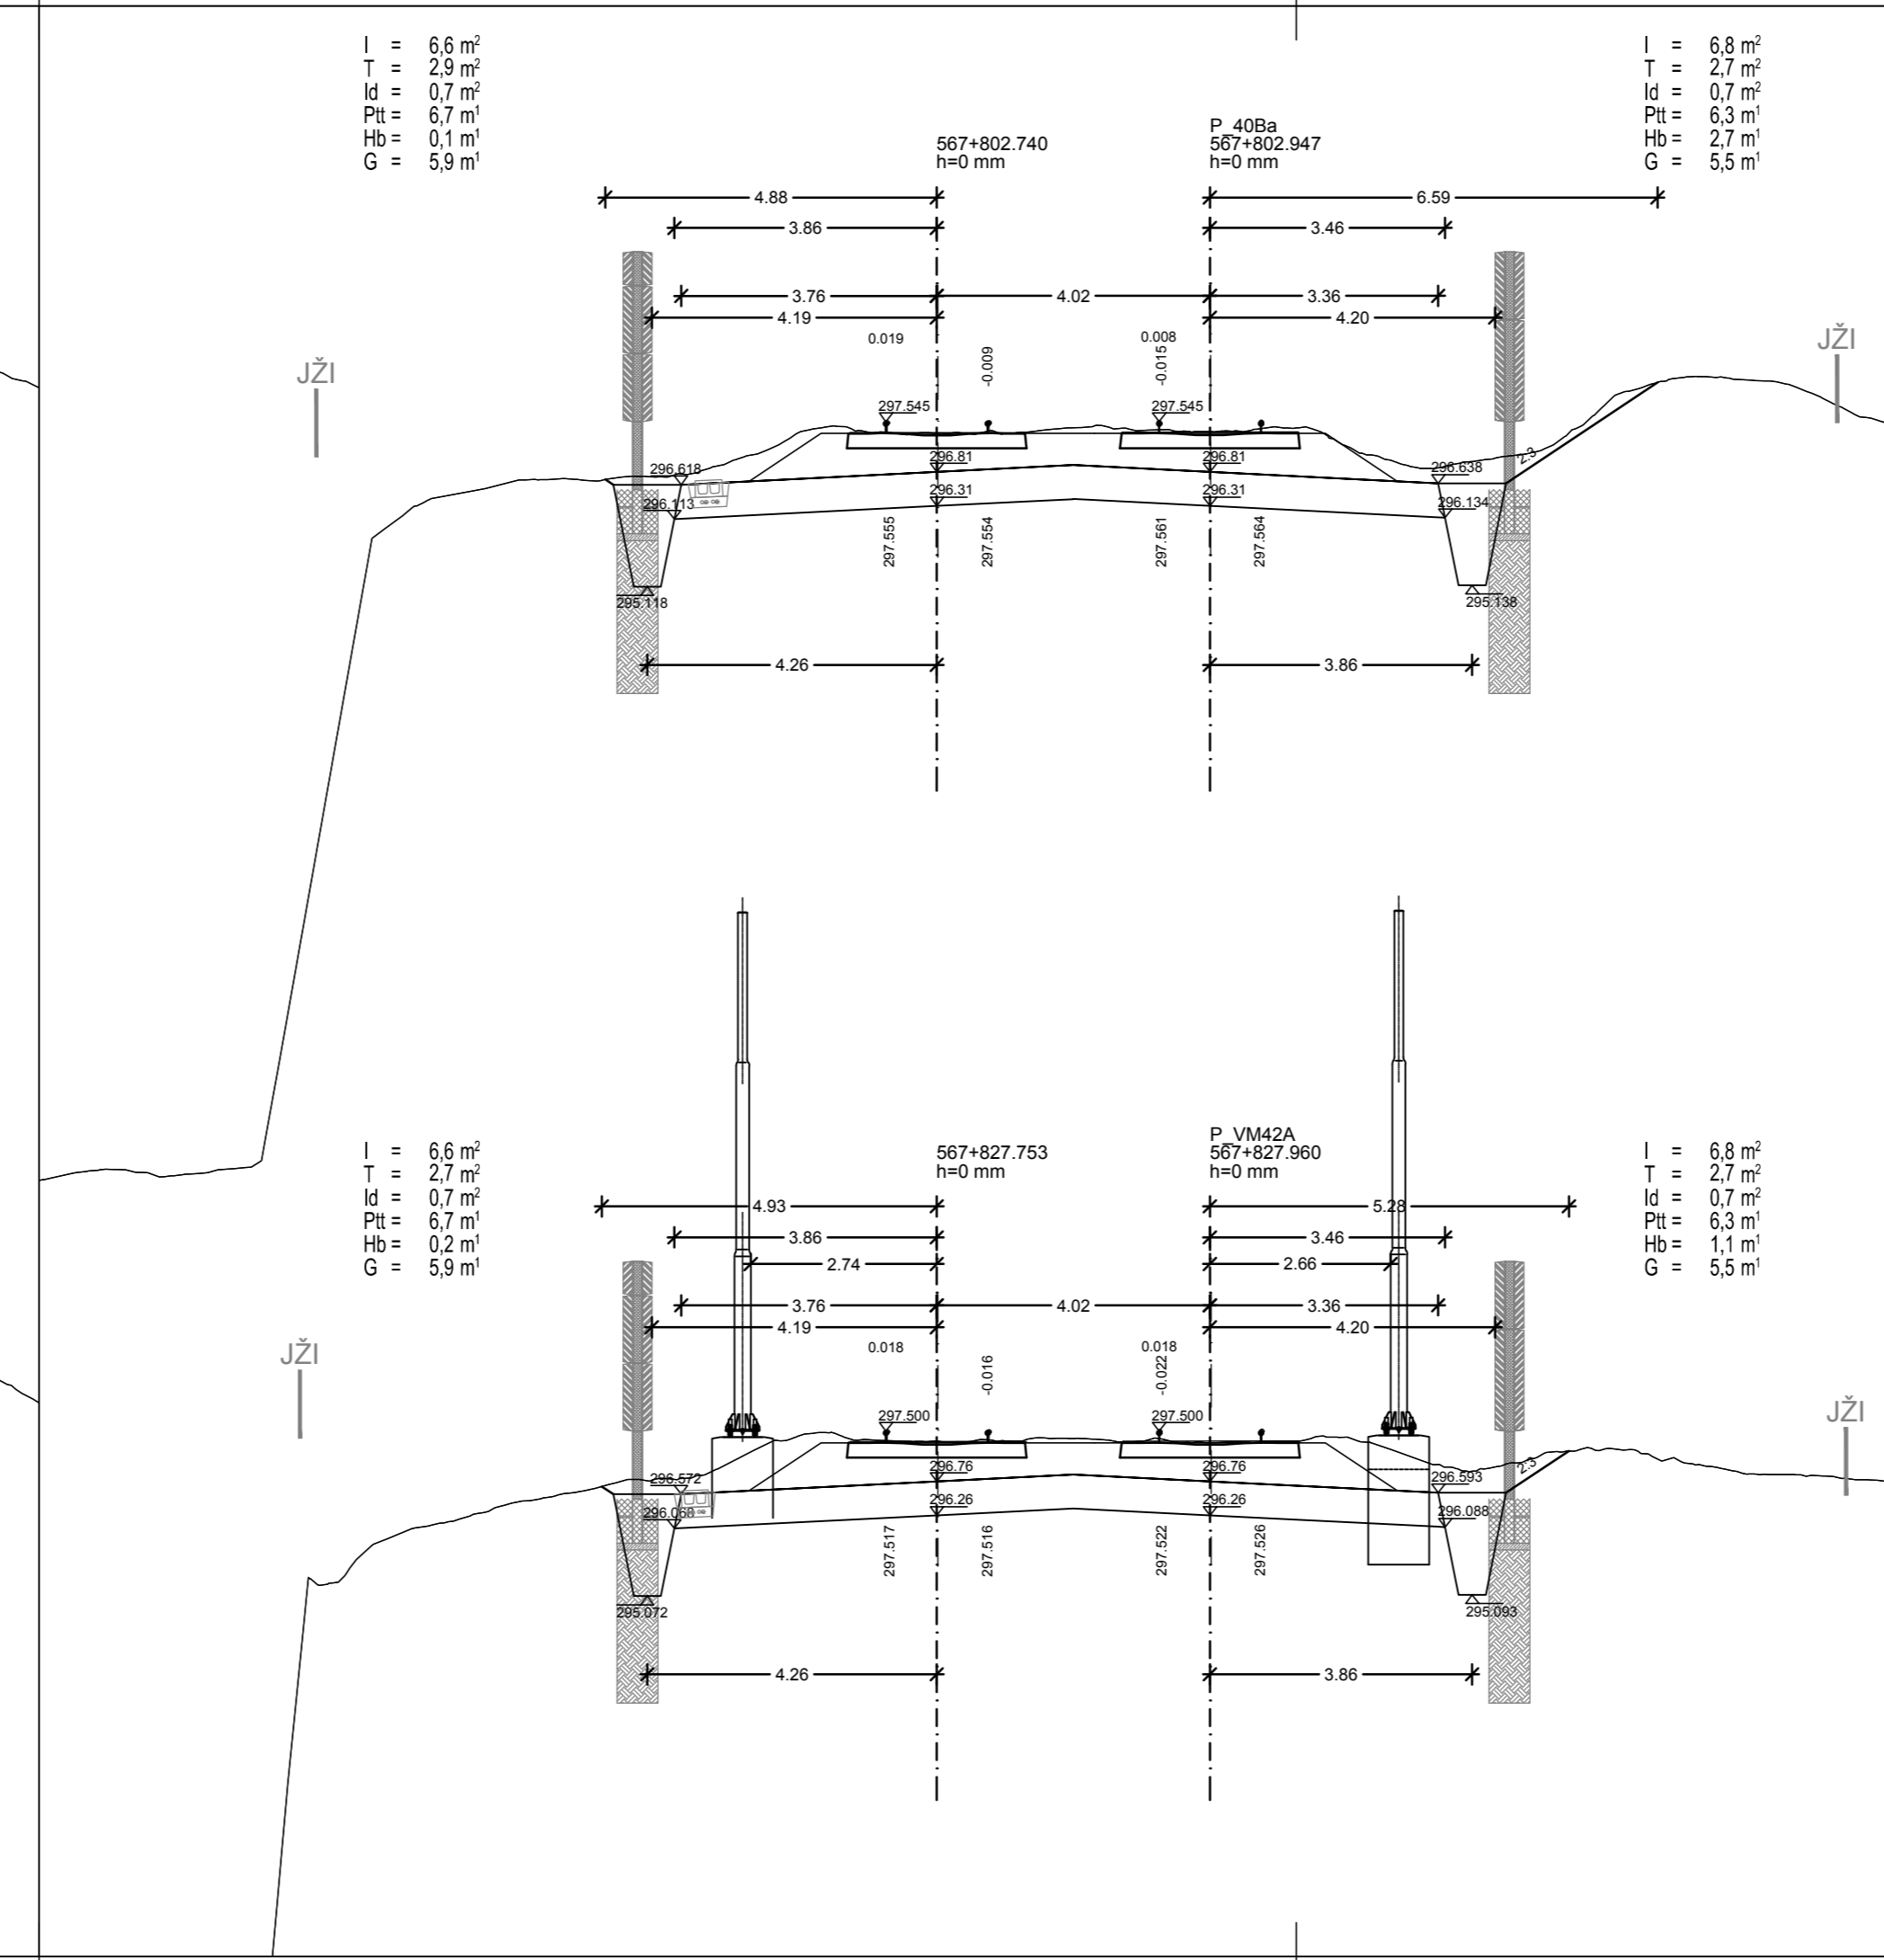 I = 6,6 m²
T = 2,9 m²
Id = 0,7 m²
Ptt = 6,7 m¹
Hb = 0,1 m¹
G = 5,9 m¹
I = 6,8 m²
T = 2,7 m²
Id = 0,7 m²
Ptt = 6,3 m¹
Hb = 2,7 m¹
G = 5,5 m¹
567+802.740
h=0 mm
P_40Ba
567+802.947
h=0 mm
4.88
6.59
3.86
3.46
3.76
4.02
3.36
4.19
4.20
0.019
-0.009
0.008
-0.015
JŽI
JŽI
297.545
297.545
2.3
296.618
296.81
296.81
296.638
296.113
296.31
296.31
296.134
297.555
297.554
297.561
297.564
295.118
295.138
4.26
3.86
I = 6,6 m²
T = 2,7 m²
Id = 0,7 m²
Ptt = 6,7 m¹
Hb = 0,2 m¹
G = 5,9 m¹
I = 6,8 m²
T = 2,7 m²
Id = 0,7 m²
Ptt = 6,3 m¹
Hb = 1,1 m¹
G = 5,5 m¹
567+827.753
h=0 mm
P_VM42A
567+827.960
h=0 mm
4.93
5.28
3.86
3.46
2.74
2.66
3.76
4.02
3.36
4.19
4.20
0.018
-0.016
0.018
-0.022
JŽI
JŽI
297.500
297.500
2.3
296.572
296.76
296.76
296.593
296.068
296.26
296.26
296.088
297.517
297.516
297.522
297.526
295.072
295.093
4.26
3.86